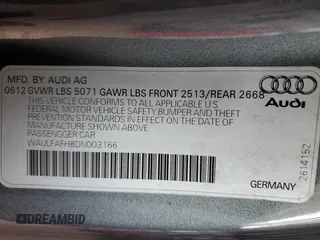 MFD. BY AUDI AG
0612 GVWR LBS 5071 GAWR LBS FRONT 2513/REAR 2668
THIS VEHICLE CONFORMS TO ALL APPLICABLE U.S.
FEDERAL MOTOR VEHICLE SAFETY,BUMPER AND THEFT
PREVENTION STANDARDS IN EFFECT ON THE DATE OF
MANUFACTURE SHOWN ABOVE.
PASSENGER CAR
WAULFAFH8DN003166
Audi
2614152
GERMANY
DREAMBID